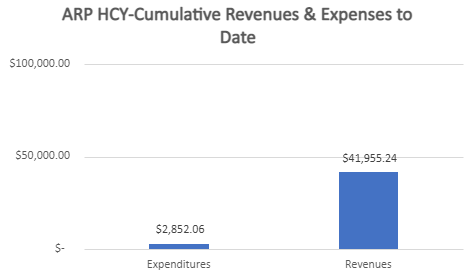 ARP HCY-Cumulative Revenues & Expenses to
Date
$100,000.00
$50,000.00
$-
$41,955.24
$2,852.06
Expenditures
Revenues